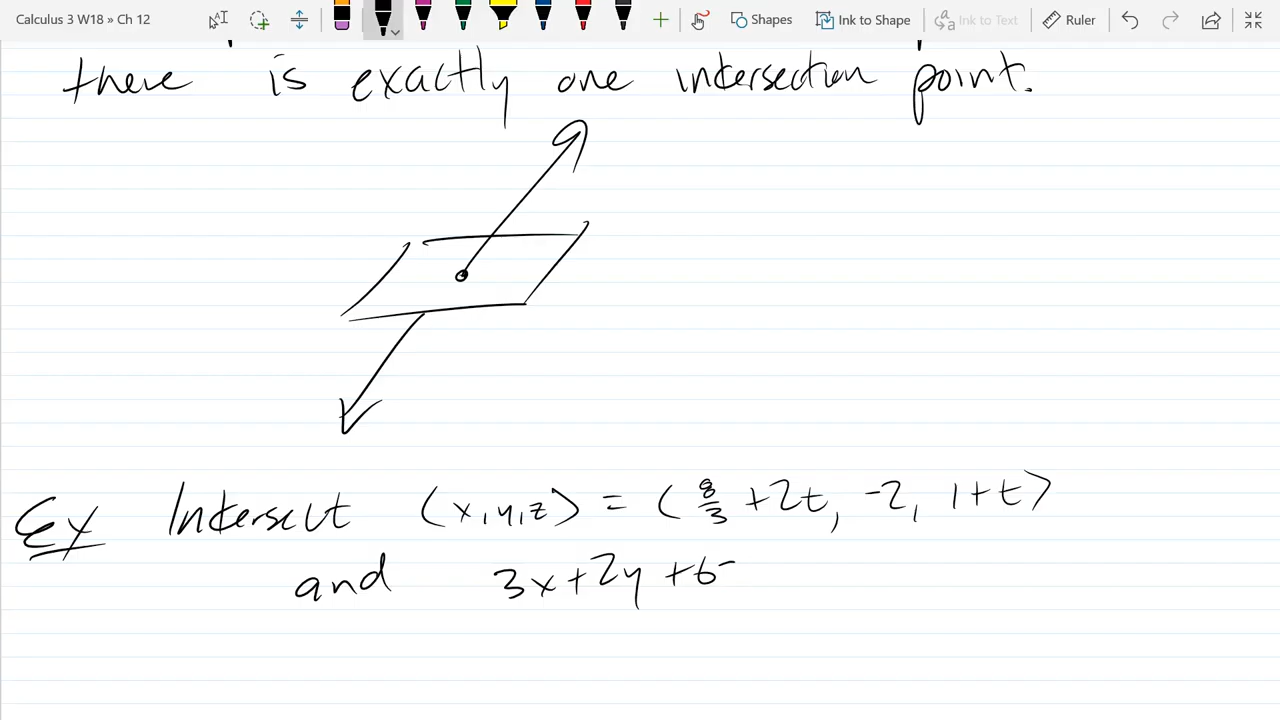 Calculus 3 W18 » Ch 12
Shapes
Ink to Shape
Ink to Text
Ruler
there is exactly one intersection point.
Ex Intersect (x,y,z) = ( 8/3 +2t, -2, 1+t )
and 3x+2y+6